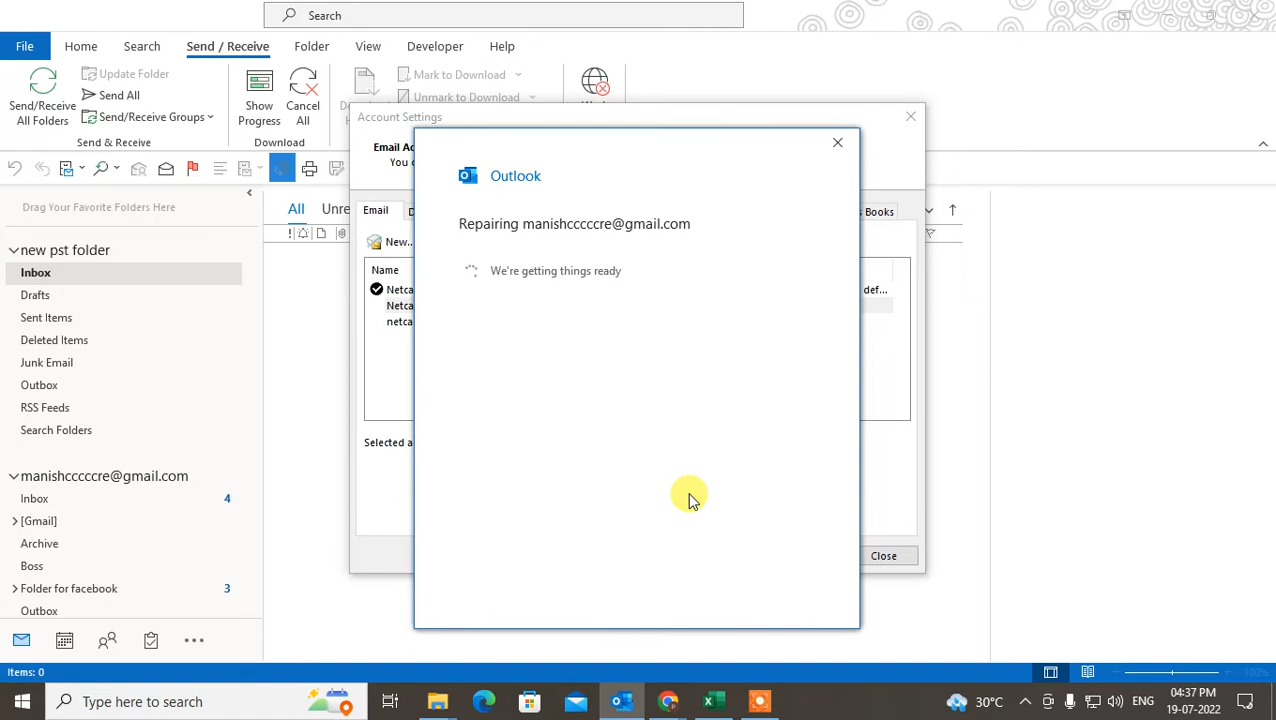 Search
File Home Search Send / Receive Folder View Developer Help
Send/Receive All Folders
Update Folder
Send All
Send/Receive Groups
Send & Receive
Show Progress
Cancel All
Download
Mark to Download
Unmark to Download
Account Settings
Drag Your Favorite Folders Here
All
new pst folder
Inbox
Drafts
Sent Items
Deleted Items
Junk Email
Outbox
RSS Feeds
Search Folders
manishcccccre@gmail.com
Inbox 4
[Gmail]
Archive
Boss
Folder for facebook 3
Outbox
Email
s Books
New..
Name
def...
Selected a
Close
Outlook
Repairing manishcccccre@gmail.com
We're getting things ready
Items: 0
100%
Type here to search
30°C
ENG
04:37 PM
19-07-2022